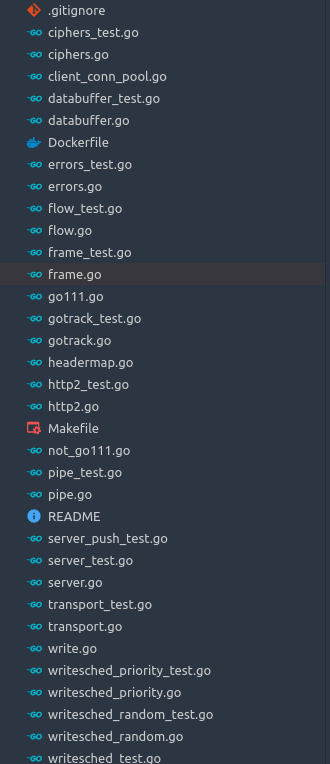 .gitignore
ciphers_test.go
ciphers.go
client_conn_pool.go
databuffer_test.go
databuffer.go
Dockerfile
errors_test.go
errors.go
flow_test.go
flow.go
frame_test.go
frame.go
go111.go
gotrack_test.go
gotrack.go
headermap.go
http2_test.go
http2.go
Makefile
not_go111.go
pipe_test.go
pipe.go
README
server_push_test.go
server_test.go
server.go
transport_test.go
transport.go
write.go
writesched_priority_test.go
writesched_priority.go
writesched_random_test.go
writesched_random.go
writesched_test.go